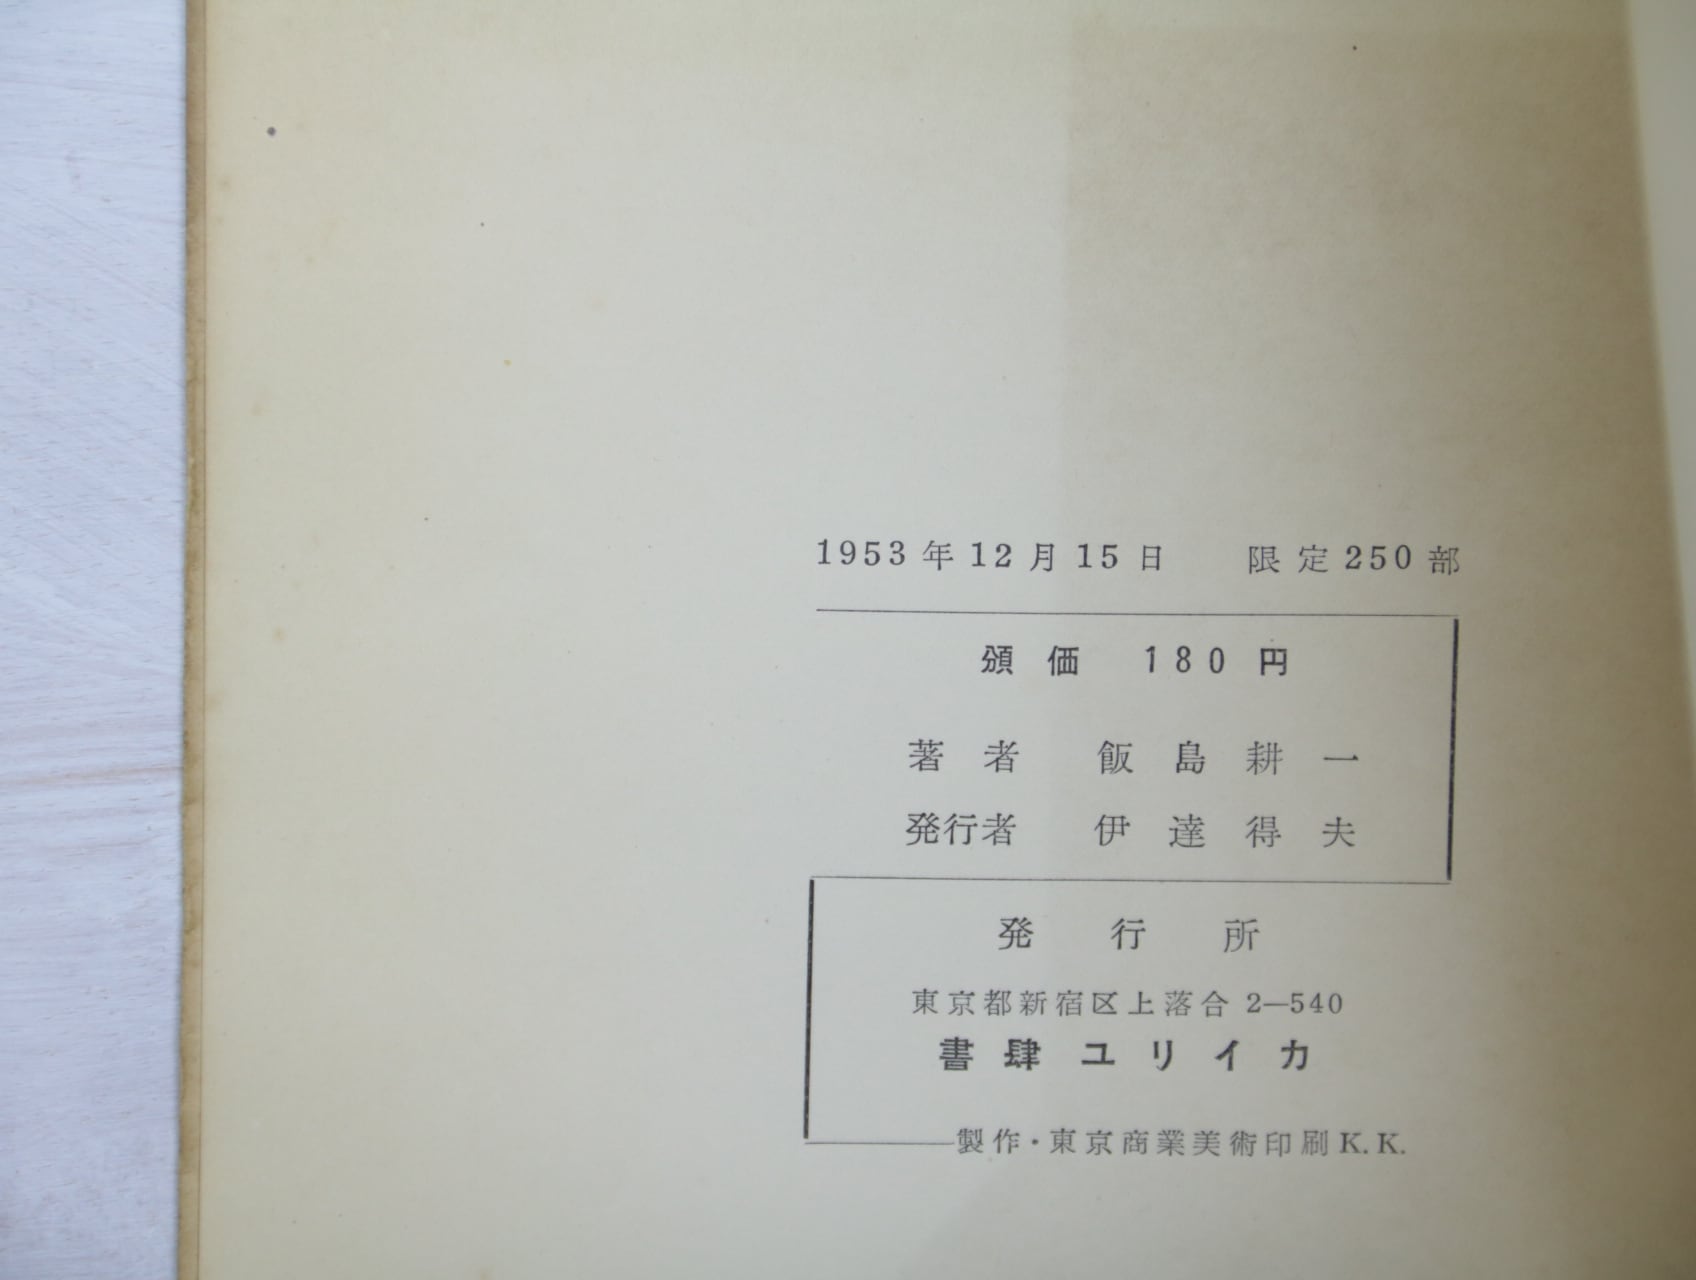 1953年12月15日 限定250部
頒価 180円
著者 飯島耕一
発行者 伊達得夫
発行所
東京都新宿区上落合2—540
書肆ユリイカ
製作・東京商業美術印刷K.K.